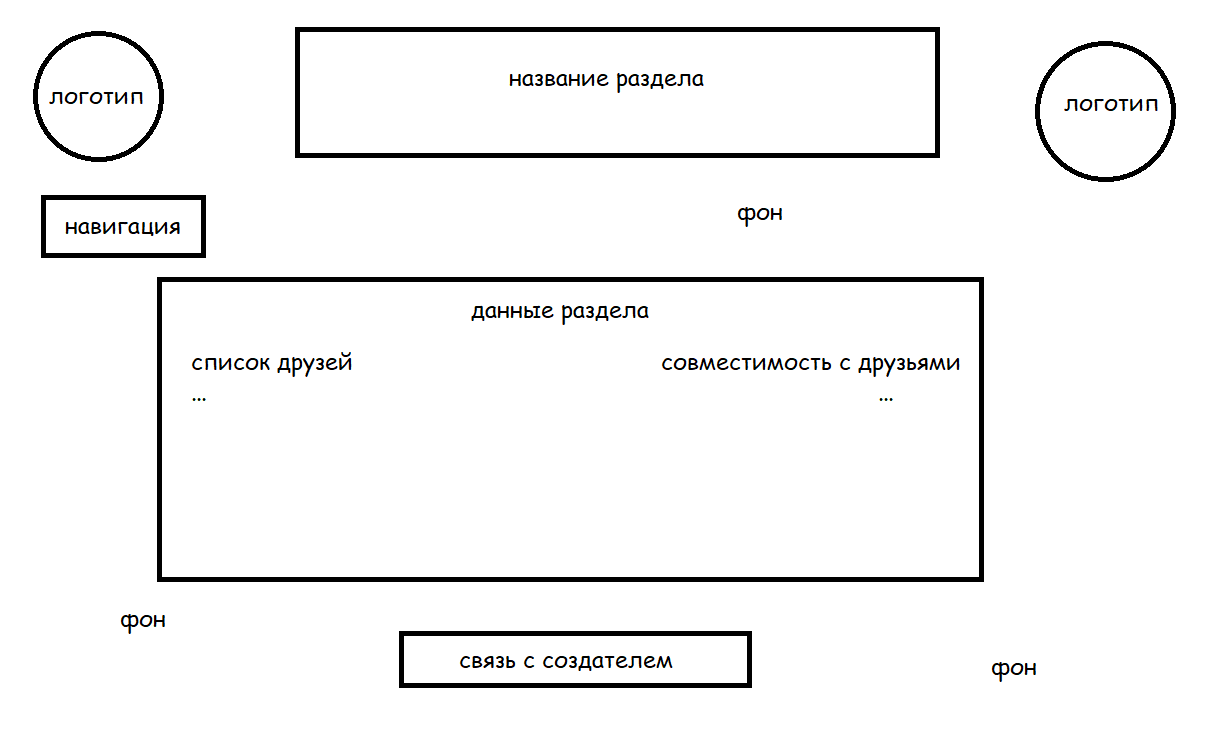 логотип
название раздела
логотип
навигация
фон
данные раздела
список друзей
совместимость с друзьями
...
...
фон
связь с создателем
фон